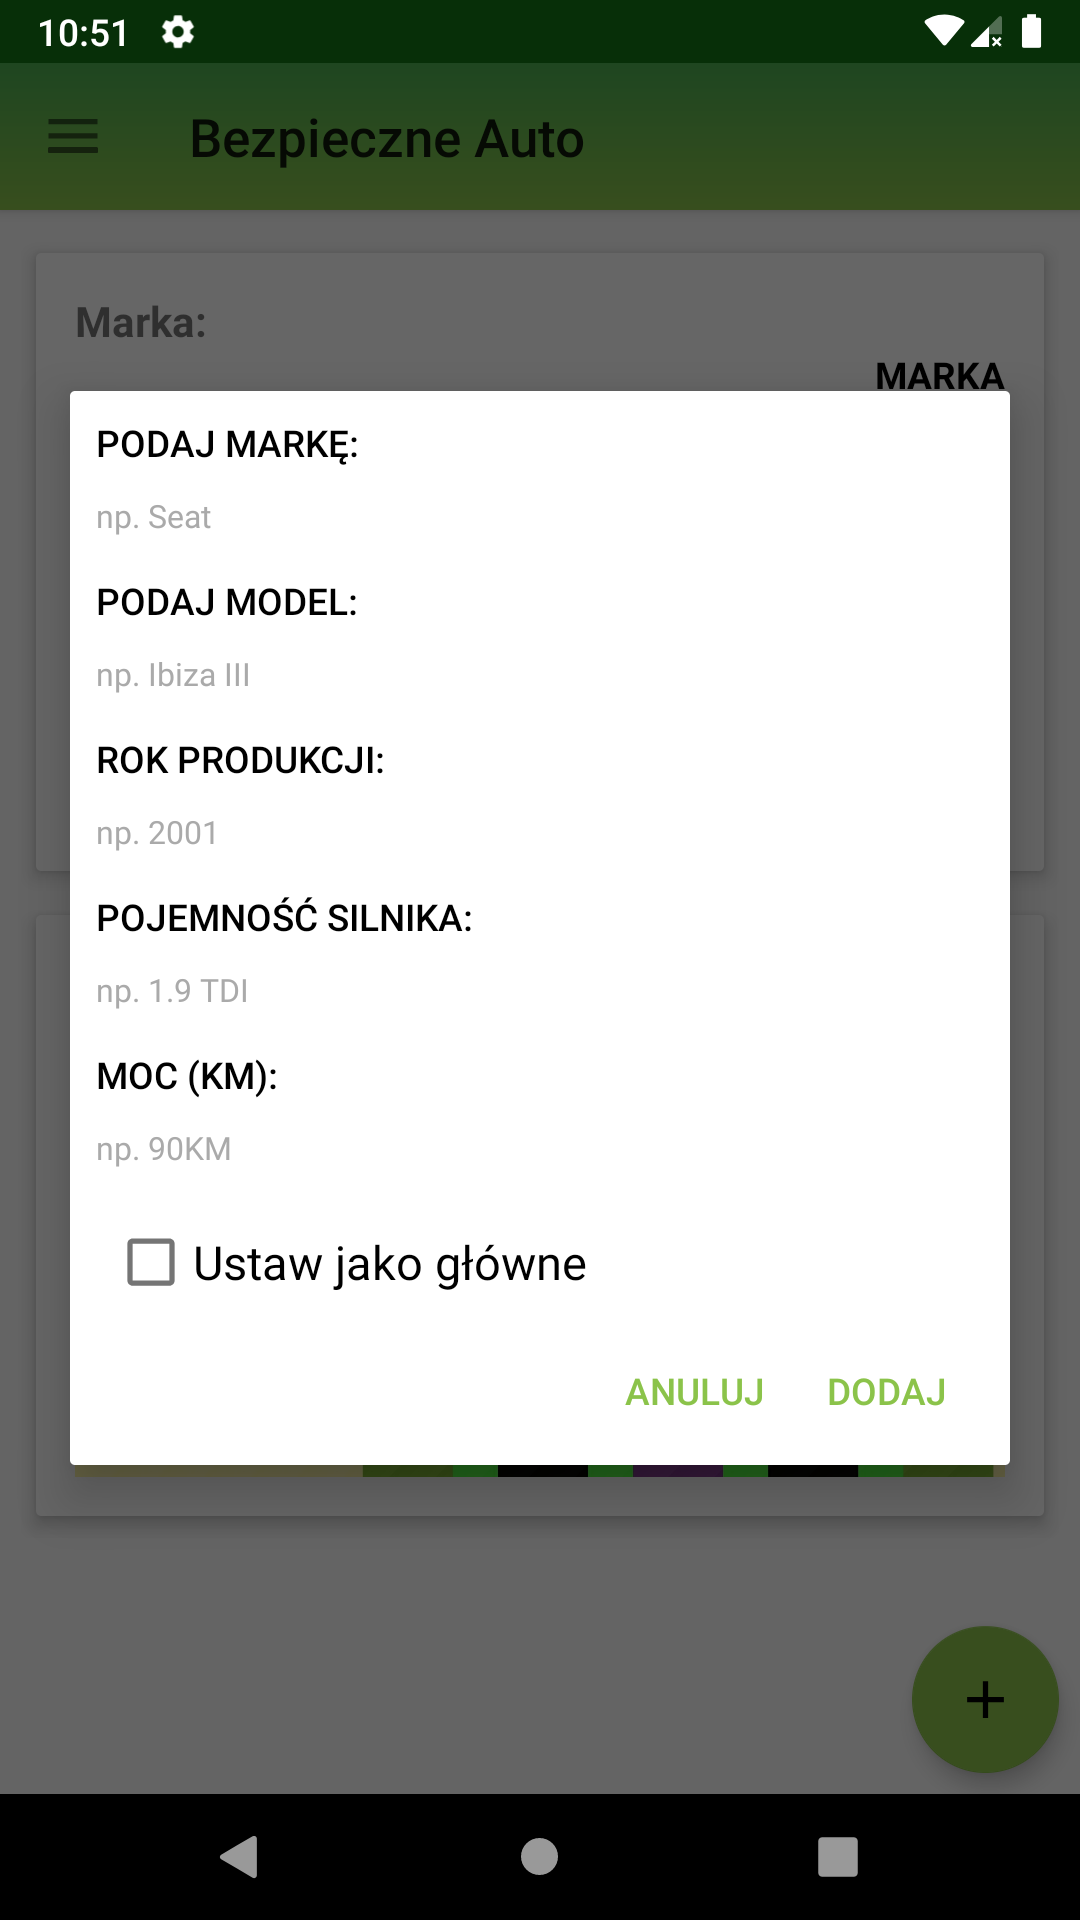 10:51
Bezpieczne Auto
Marka:
MARKA
PODAJ MARKĘ:
np. Seat
PODAJ MODEL:
np. Ibiza III
ROK PRODUKCJI:
np. 2001
POJEMNOŚĆ SILNIKA:
np. 1.9 TDI
MOC (KM):
np. 90KM
Ustaw jako główne
ANULUJ DODAJ